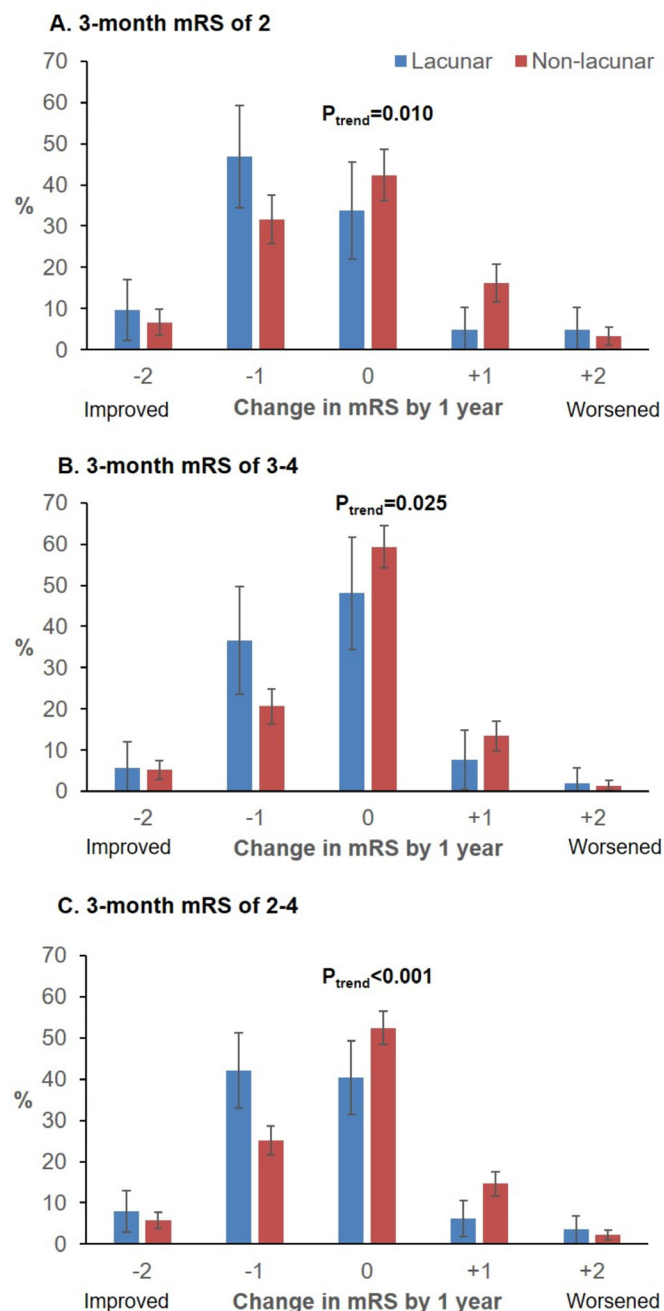 A. 3-month mRS of 2
70
Lacunar Non-lacunar
60
P trend=0.010
50
40
%
30
20
10
0
-2 -1 0 +1 +2
Improved Change in mRS by 1 year Worsened
B. 3-month mRS of 3-4
70
P trend=0.025
60
50
40
%
30
20
10
0
-2 -1 0 +1 +2
Improved Change in mRS by 1 year Worsened
C. 3-month mRS of 2-4
70
P trend<0.001
60
50
40
%
30
20
10
0
-2 -1 0 +1 +2
Improved Change in mRS by 1 year Worsened